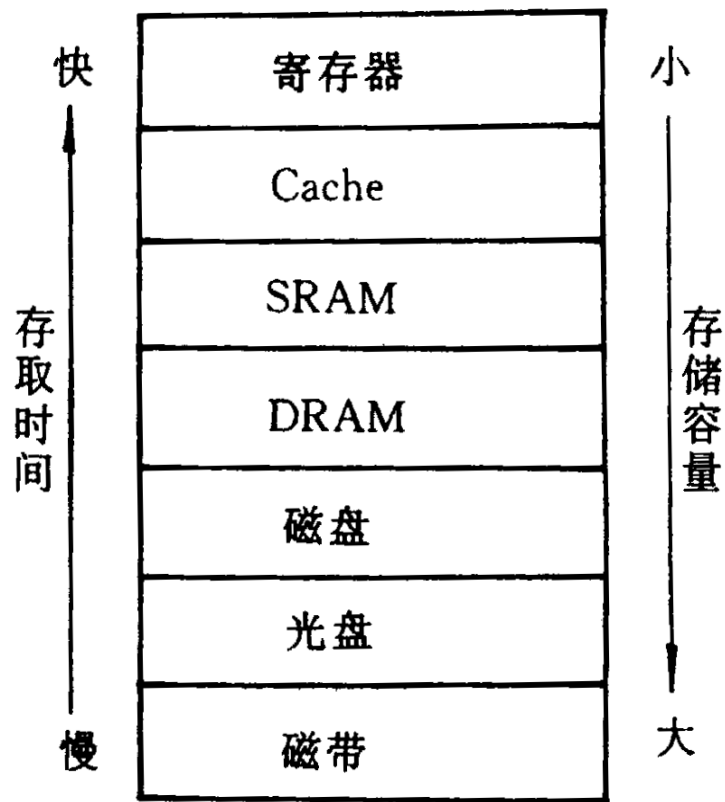 快
寄存器
小
Cache
SRAM
存取时间
存储容量
DRAM
磁盘
光盘
慢
磁带
大